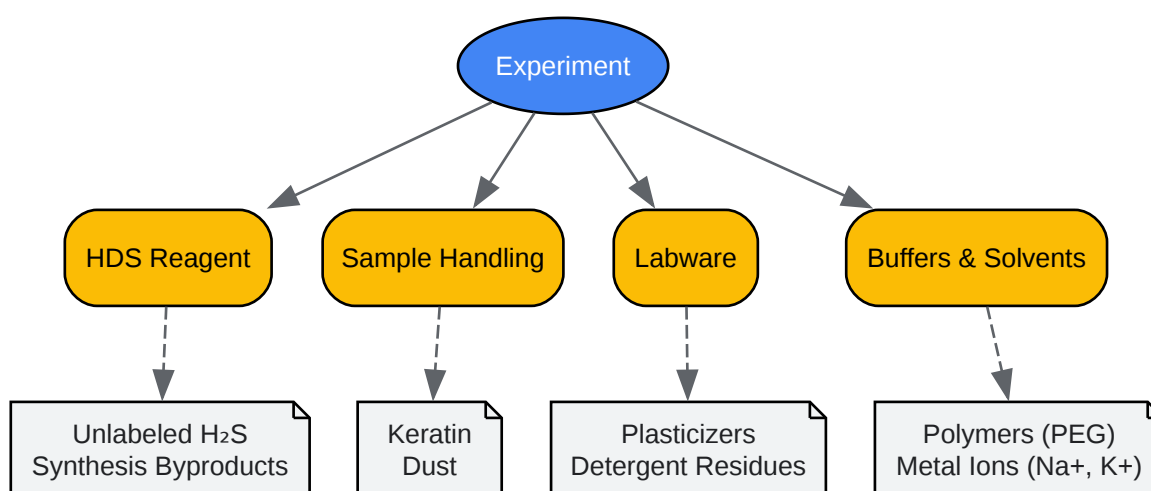 Experiment
HDS Reagent
Sample Handling
Labware
Buffers & Solvents
Unlabeled H₂S
Synthesis Byproducts
Keratin
Dust
Plasticizers
Detergent Residues
Polymers (PEG)
Metal Ions (Na+, K+)